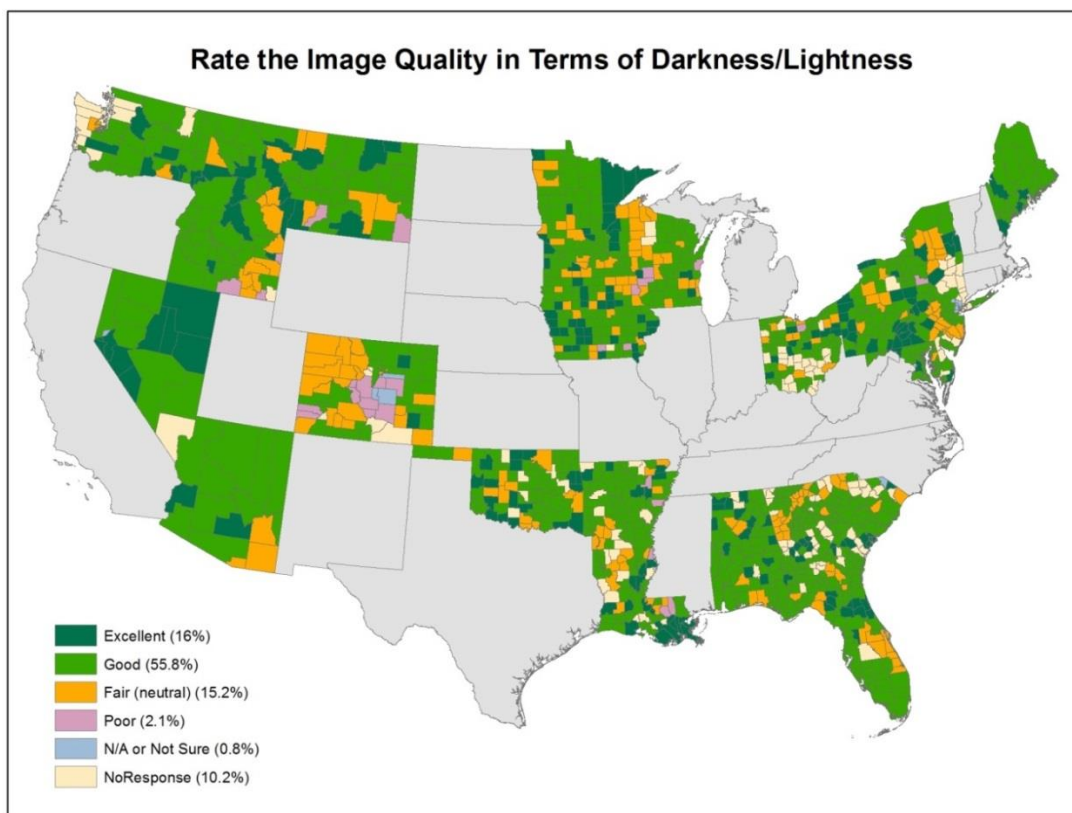 Rate the Image Quality in Terms of Darkness/Lightness
Excellent (16%)
Good (55.8%)
Fair (neutral) (15.2%)
Poor (2.1%)
N/A or Not Sure (0.8%)
NoResponse (10.2%)